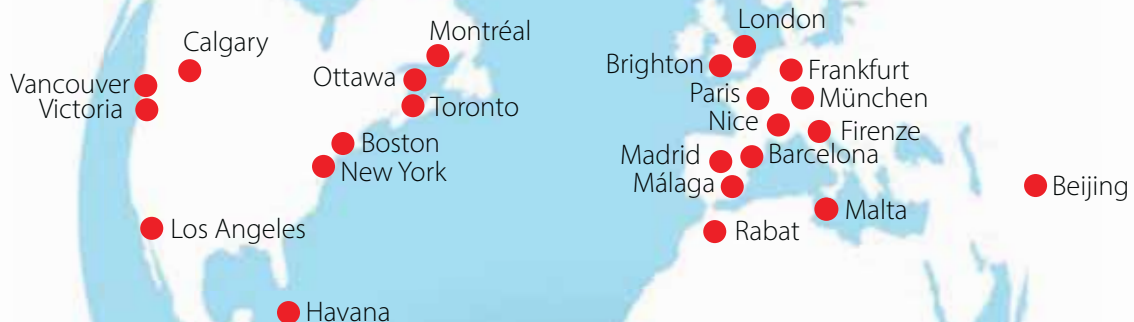 London
Montréal
Calgary
Brighton
Frankfurt
Ottawa
Vancouver
Paris
München
Victoria
Toronto
Nice
Firenze
Boston
Madrid
Barcelona
New York
Málaga
Beijing
Malta
Los Angeles
Rabat
Havana